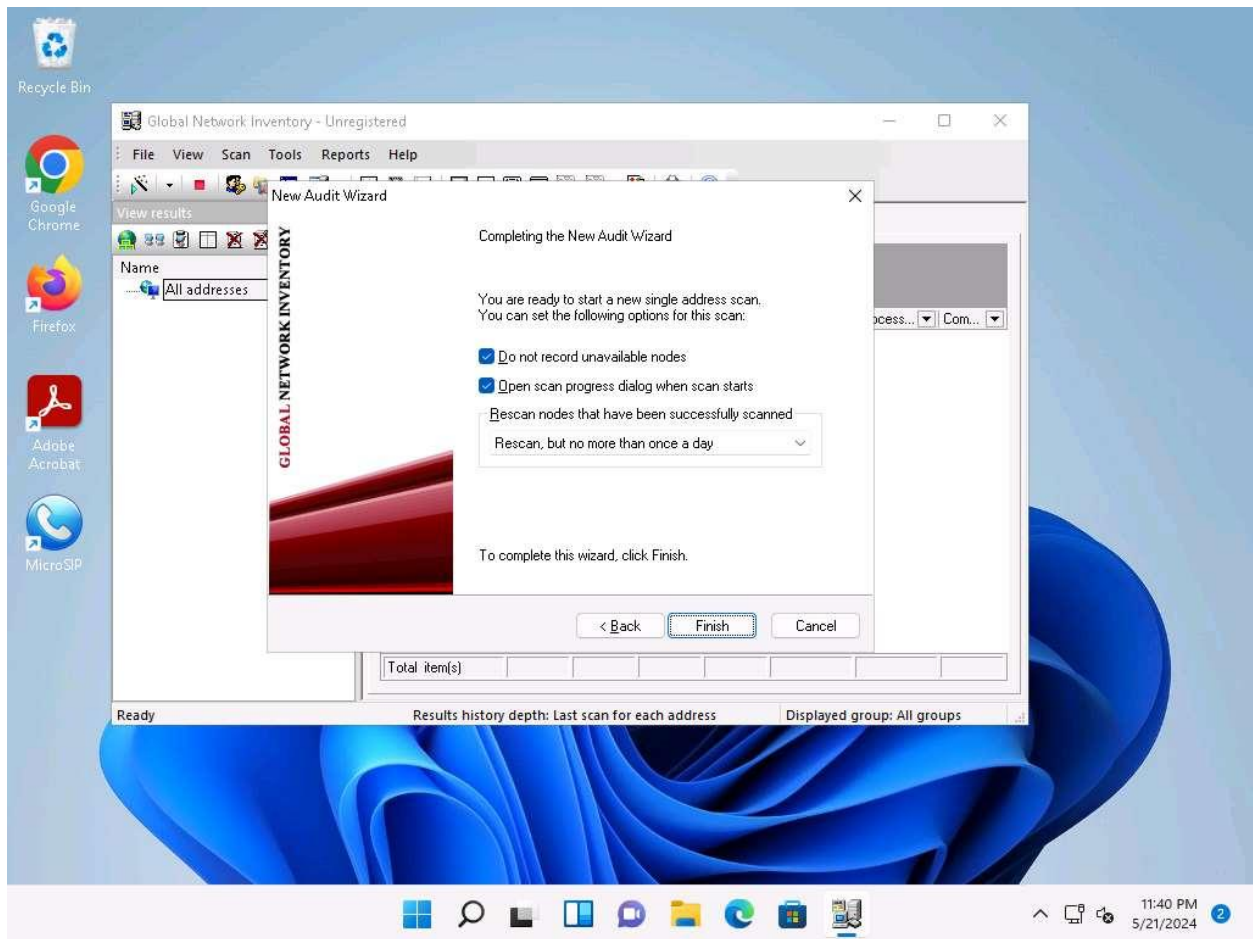 Recycle Bin
Global Network Inventory - Unregistered
File View Scan Tools Reports Help
Google
Chrome
New Audit Wizard
View results
Name
All addresses
GLOBAL NETWORK INVENTORY
Completing the New Audit Wizard
You are ready to start a new single address scan.
You can set the following options for this scan:
Do not record unavailable nodes
Open scan progress dialog when scan starts
Rescan nodes that have been successfully scanned
Rescan, but no more than once a day
To complete this wizard, click Finish.
< Back Finish Cancel
ocess... Com...
Firefox
Adobe
Acrobat
MicroSIP
Total item(s)
Ready Results history depth: Last scan for each address Displayed group: All groups
11:40 PM
5/21/2024
2